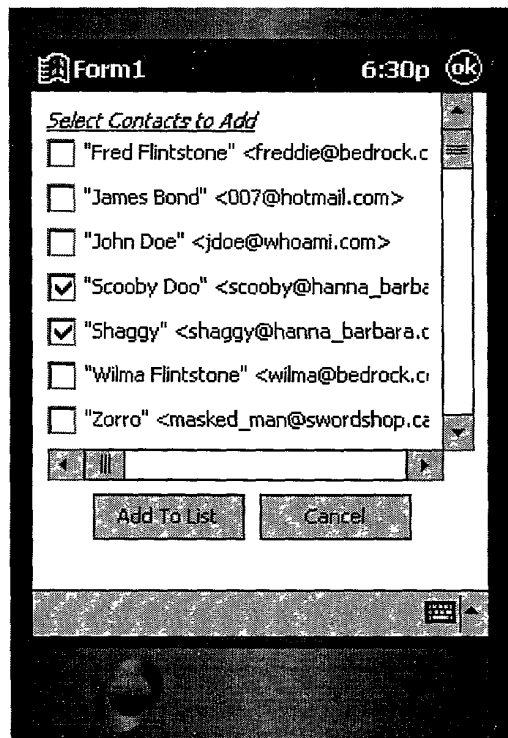 Form1 6:30p ok
Select Contacts to Add
"Fred Flintstone" <freddie@bedrock.c
"James Bond" <007@hotmail.com>
"John Doe" <jdoe@whoami.com>
"Scooby Doo" <scooby@hanna_barba
"Shaggy" <shaggy@hanna_barbara.c
"Wilma Flintstone" <wilma@bedrock.c
"Zorro" <masked_man@swordshop.ca
Add To List Cancel